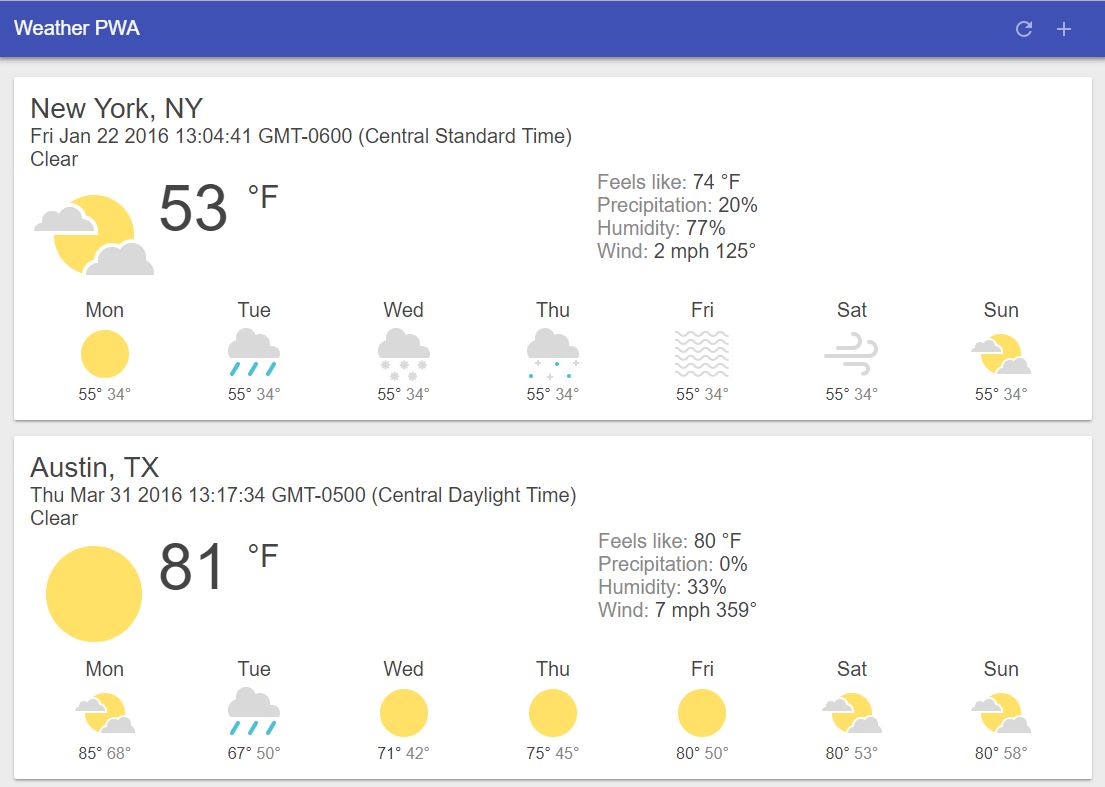 Weather PWA
New York, NY
Fri Jan 22 2016 13:04:41 GMT-0600 (Central Standard Time)
Clear
53 °F
Feels like: 74 °F
Precipitation: 20%
Humidity: 77%
Wind: 2 mph 125°
Mon Tue Wed Thu Fri Sat Sun
55° 34° 55° 34° 55° 34° 55° 34° 55° 34° 55° 34° 55° 34°
Austin, TX
Thu Mar 31 2016 13:17:34 GMT-0500 (Central Daylight Time)
Clear
81 °F
Feels like: 80 °F
Precipitation: 0%
Humidity: 33%
Wind: 7 mph 359°
Mon Tue Wed Thu Fri Sat Sun
85° 68° 67° 50° 71° 42° 75° 45° 80° 50° 80° 53° 80° 58°